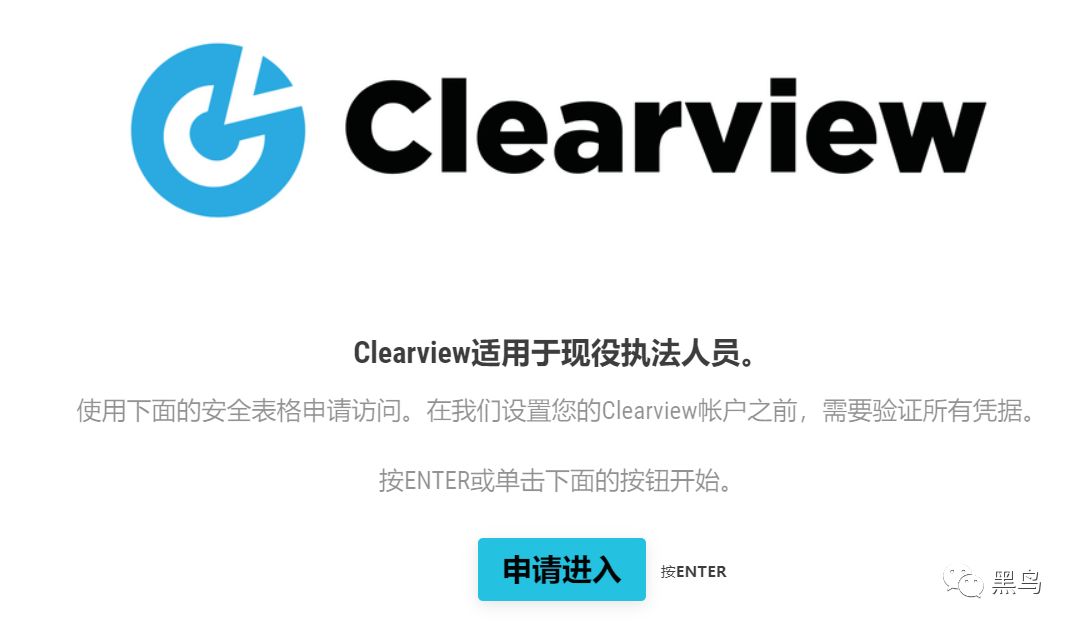 Clearview
Clearview适用于现役执法人员。
使用下面的安全表格申请访问。在我们设置您的Clearview帐户之前，需要验证所有凭据。
按ENTER或单击下面的按钮开始。
申请进入 按ENTER
黑鸟